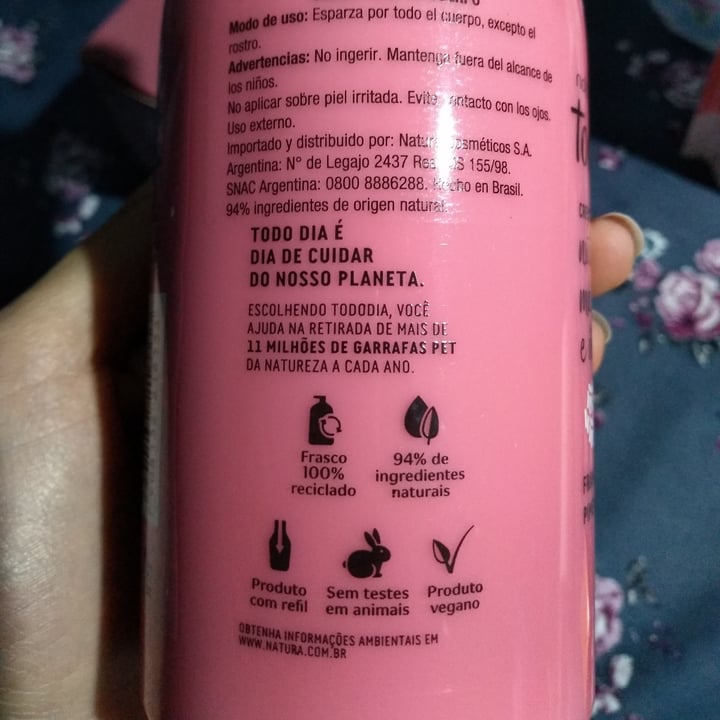 Modo de uso: Esparza por todo el cuerpo, excepto el
rostro.
Advertencias: No ingerir. Mantenga fuera del alcance de
los niños.
No aplicar sobre piel irritada. Evite contacto con los ojos.
Uso externo.
Importado y distribuido por: Natura Cosméticos S.A.
Argentina: N° de Legajo 2437 Res. 155/98.
SNAC Argentina: 0800 8886288. Hecho en Brasil.
94% ingredientes de origen natural.
TODO DIA É
DIA DE CUIDAR
DO NOSSO PLANETA.
ESCOLHENDO TODODIA, VOCÊ
AJUDA NA RETIRADA DE MAIS DE
11 MILHÕES DE GARRAFAS PET
DA NATUREZA A CADA ANO.
Frasco
100%
reciclado
94% de
ingredientes
naturais
Produto
com refil
Sem testes
em animais
Produto
vegano
OBTENHA INFORMAÇÕES AMBIENTAIS EM
WWW.NATURA.COM.BR